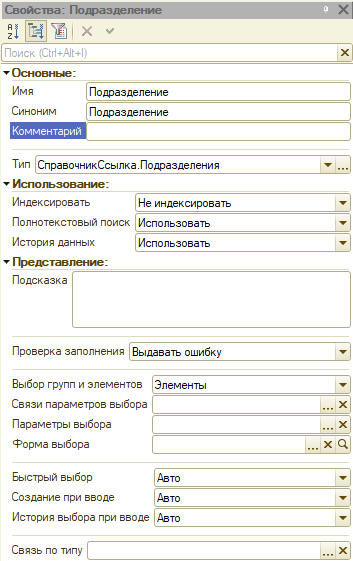 Свойства: Подразделение
Поиск (Ctrl+Alt+I)
Основные:
Имя Подразделение
Синоним Подразделение
Комментарий
Тип СправочникСсылка.Подразделения
Использование:
Индексировать Не индексировать
Полнотекстовый поиск Использовать
История данных Использовать
Представление:
Подсказка
Проверка заполнения Выдавать ошибку
Выбор групп и элементов Элементы
Связи параметров выбора
Параметры выбора
Форма выбора
Быстрый выбор Авто
Создание при вводе Авто
История выбора при вводе Авто
Связь по типу